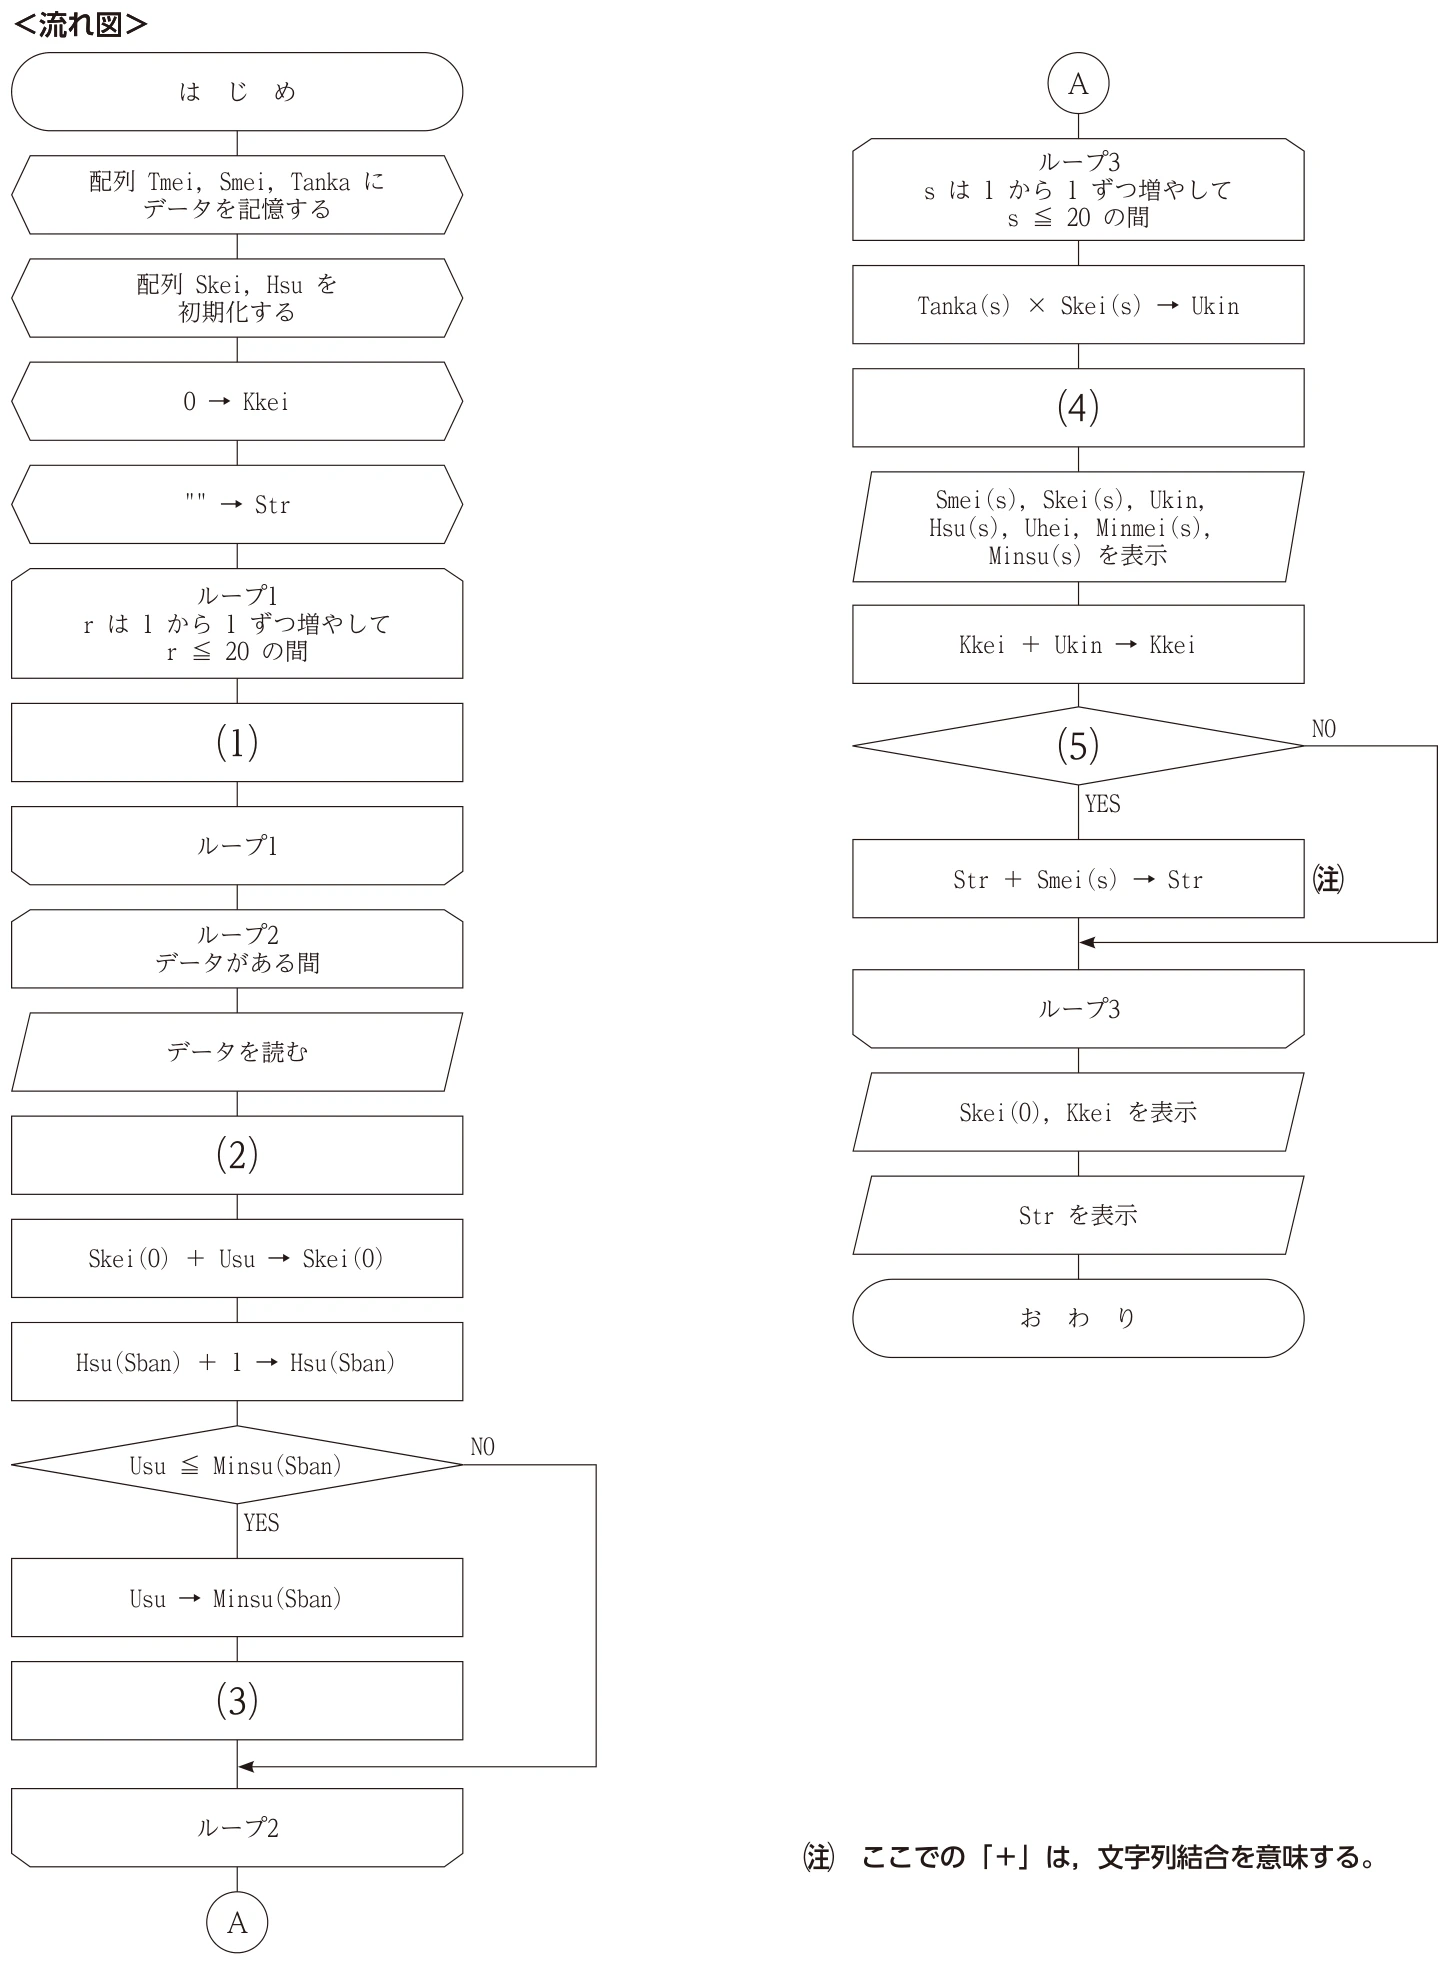 ＜流れ図＞
は じ め
配列 Tmei, Smei, Tanka に
データを記憶する
配列 Skei, Hsu を
初期化する
0 → Kkei
"" → Str
ループ1
r は 1 から 1 ずつ増やして
r ≦ 20 の間
(1)
ループ1
ループ2
データがある間
データを読む
(2)
Skei(0) ＋ Usu → Skei(0)
Hsu(Sban) ＋ 1 → Hsu(Sban)
Usu ≦ Minsu(Sban)
NO
YES
Usu → Minsu(Sban)
(3)
ループ2
A
A
ループ3
s は 1 から 1 ずつ増やして
s ≦ 20 の間
Tanka(s) × Skei(s) → Ukin
(4)
Smei(s), Skei(s), Ukin,
Hsu(s), Uhei, Minmei(s),
Minsu(s) を表示
Kkei ＋ Ukin → Kkei
(5)
NO
YES
Str ＋ Smei(s) → Str
(注)
ループ3
Skei(0), Kkei を表示
Str を表示
お わ り
(注) ここでの「＋」は，文字列結合を意味する。